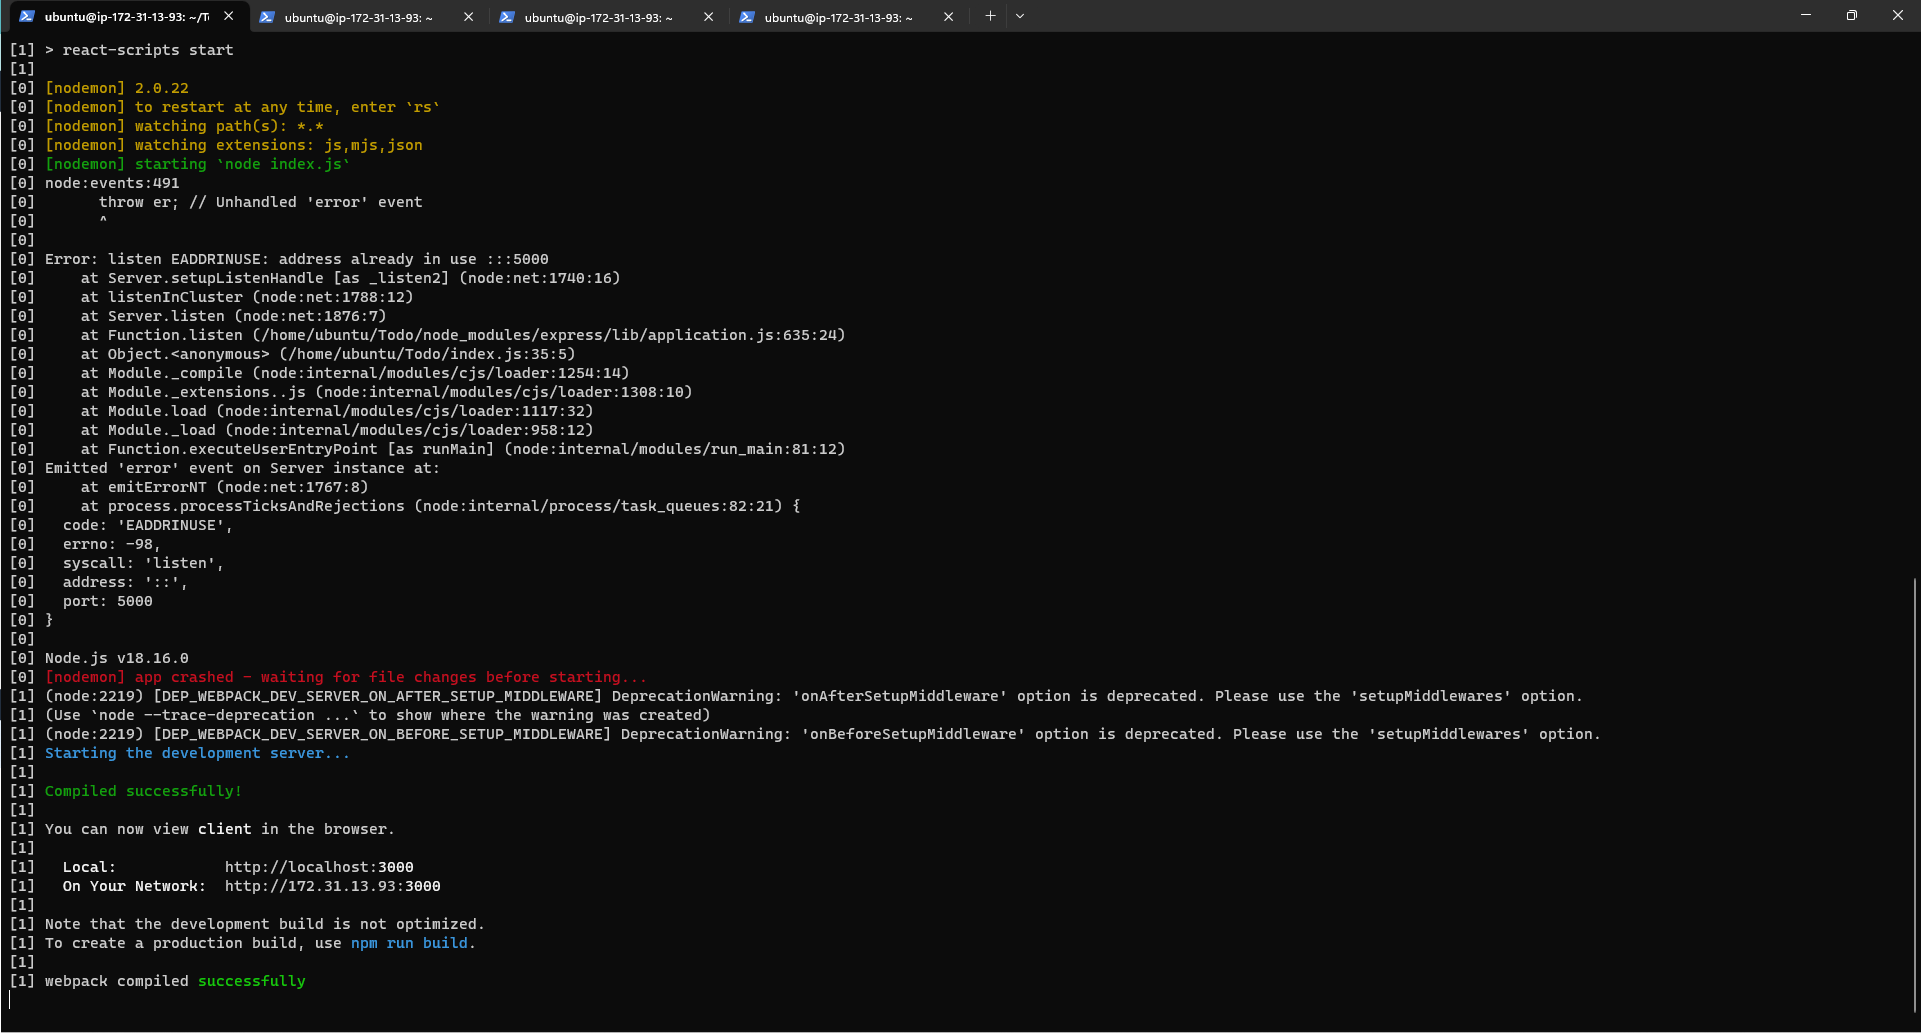 ubuntu@ip-172-31-13-93: ~/T
ubuntu@ip-172-31-13-93: ~
ubuntu@ip-172-31-13-93: ~
ubuntu@ip-172-31-13-93: ~
[1] > react-scripts start
[1]
[0] [nodemon] 2.0.22
[0] [nodemon] to restart at any time, enter `rs`
[0] [nodemon] watching path(s): *.*
[0] [nodemon] watching extensions: js,mjs,json
[0] [nodemon] starting `node index.js`
[0] node:events:491
[0]       throw er; // Unhandled 'error' event
[0]       ^
[0]
[0] Error: listen EADDRINUSE: address already in use :::5000
[0]     at Server.setupListenHandle [as _listen2] (node:net:1740:16)
[0]     at listenInCluster (node:net:1788:12)
[0]     at Server.listen (node:net:1876:7)
[0]     at Function.listen (/home/ubuntu/Todo/node_modules/express/lib/application.js:635:24)
[0]     at Object.<anonymous> (/home/ubuntu/Todo/index.js:35:5)
[0]     at Module._compile (node:internal/modules/cjs/loader:1254:14)
[0]     at Module._extensions..js (node:internal/modules/cjs/loader:1308:10)
[0]     at Module.load (node:internal/modules/cjs/loader:1117:32)
[0]     at Module._load (node:internal/modules/cjs/loader:958:12)
[0]     at Function.executeUserEntryPoint [as runMain] (node:internal/modules/run_main:81:12)
[0] Emitted 'error' event on Server instance at:
[0]     at emitErrorNT (node:net:1767:8)
[0]     at process.processTicksAndRejections (node:internal/process/task_queues:82:21) {
[0]   code: 'EADDRINUSE',
[0]   errno: -98,
[0]   syscall: 'listen',
[0]   address: '::',
[0]   port: 5000
[0] }
[0]
[0] Node.js v18.16.0
[0] [nodemon] app crashed - waiting for file changes before starting...
[1] (node:2219) [DEP_WEBPACK_DEV_SERVER_ON_AFTER_SETUP_MIDDLEWARE] DeprecationWarning: 'onAfterSetupMiddleware' option is deprecated. Please use the 'setupMiddlewares' option.
[1] (Use `node --trace-deprecation ...` to show where the warning was created)
[1] (node:2219) [DEP_WEBPACK_DEV_SERVER_ON_BEFORE_SETUP_MIDDLEWARE] DeprecationWarning: 'onBeforeSetupMiddleware' option is deprecated. Please use the 'setupMiddlewares' option.
[1] Starting the development server...
[1]
[1] Compiled successfully!
[1]
[1] You can now view client in the browser.
[1]
[1]   Local:            http://localhost:3000
[1]   On Your Network:  http://172.31.13.93:3000
[1]
[1] Note that the development build is not optimized.
[1] To create a production build, use npm run build.
[1]
[1] webpack compiled successfully